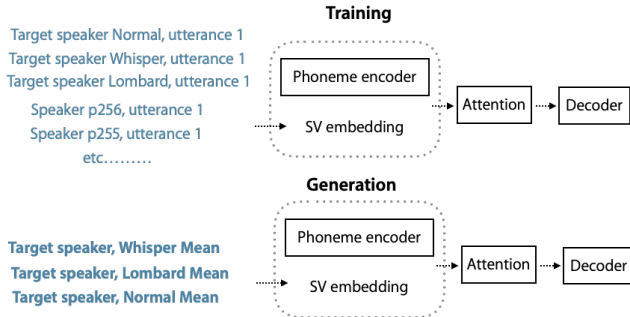 Training
Target speaker Normal, utterance 1
Target speaker Whisper, utterance 1
Target speaker Lombard, utterance 1
Speaker p256, utterance 1
Speaker p255, utterance 1
etc.........
Phoneme encoder
SV embedding
Attention
Decoder
Generation
Target speaker, Whisper Mean
Target speaker, Lombard Mean
Target speaker, Normal Mean
Phoneme encoder
SV embedding
Attention
Decoder